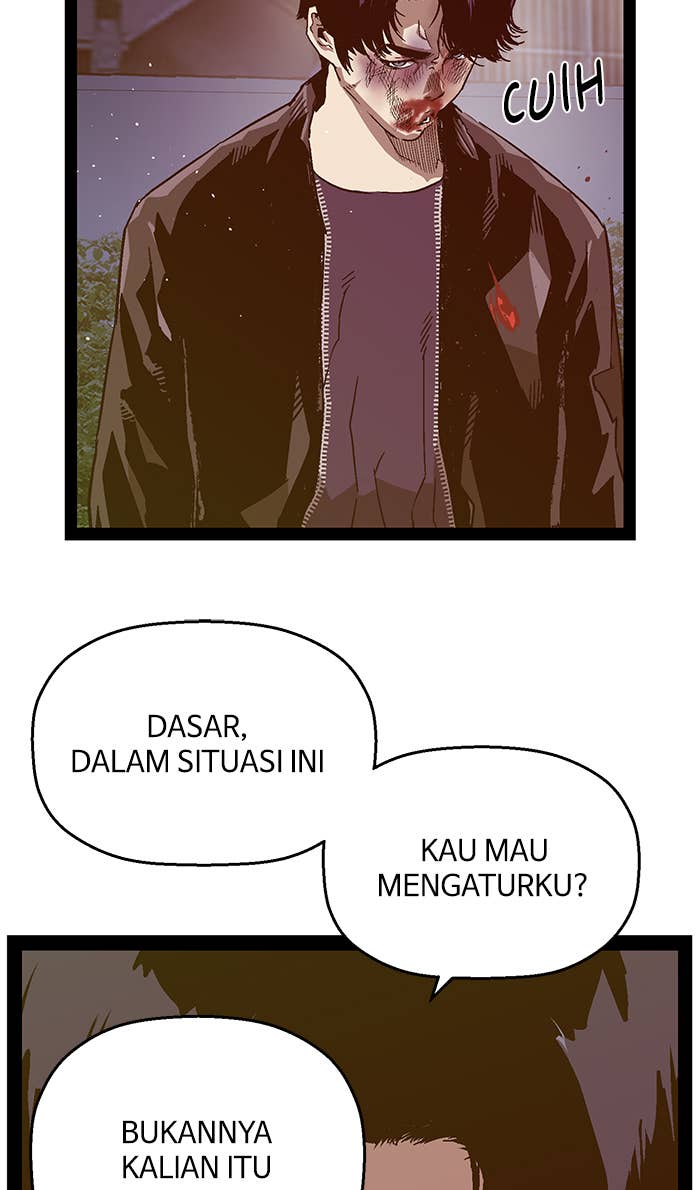 CUIH
DASAR,
DALAM SITUASI INI
KAU MAU
MENGATURKU?
BUKANNYA
KALIAN ITU